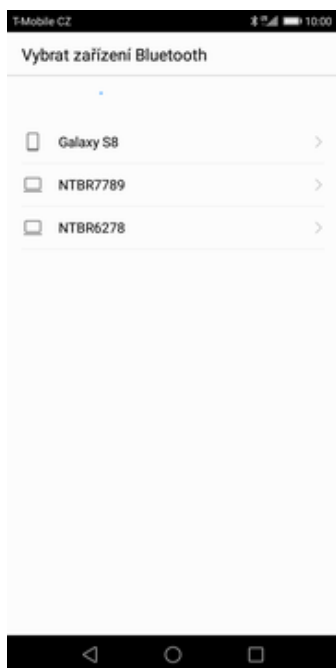 T-Mobile CZ 10:00
Vybrat zařízení Bluetooth
Galaxy S8
NTBR7789
NTBR6278